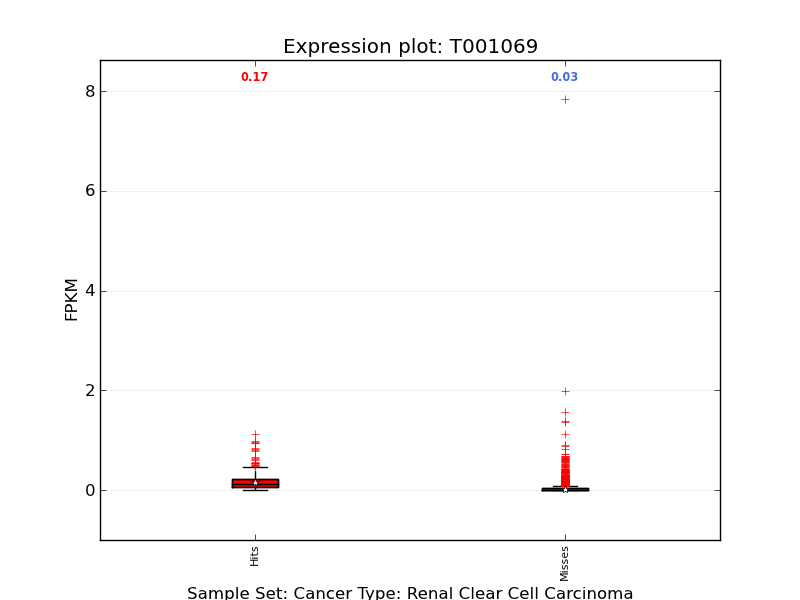 Expression plot: T001069
0.17
0.03
8
6
4
2
0
FPKM
Hits
Misses
Sample Set: Cancer Type: Renal Clear Cell Carcinoma